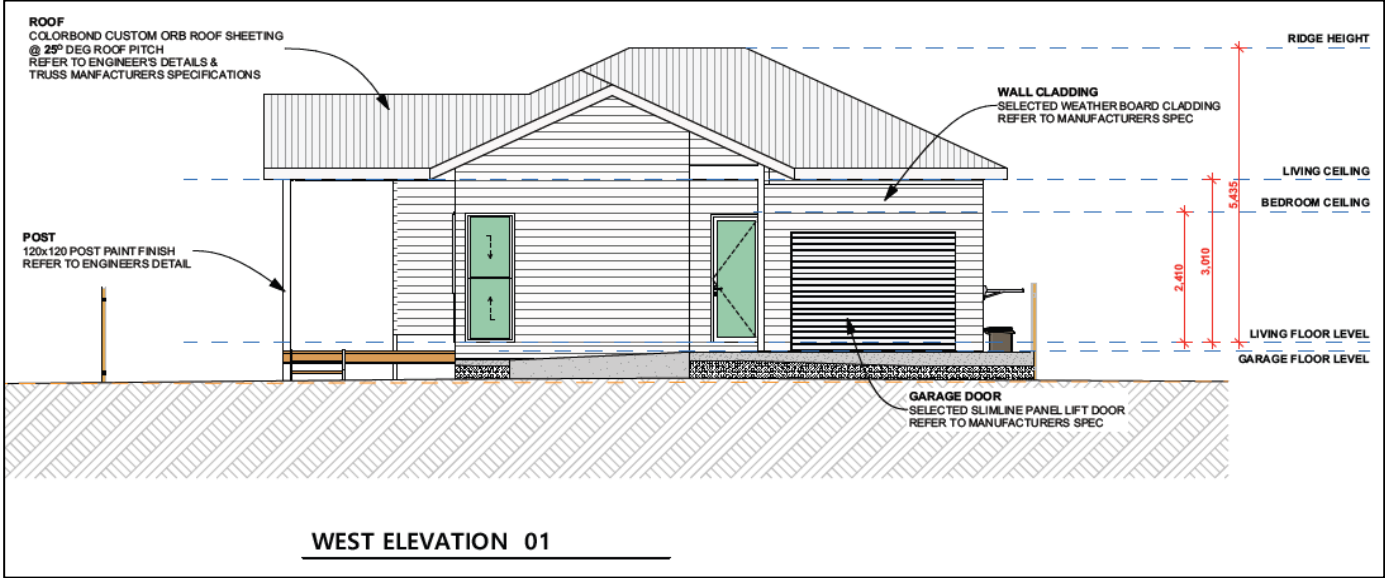 ROOF
COLORBOND CUSTOM ORB ROOF SHEETING
@ 25° DEG ROOF PITCH
REFER TO ENGINEER'S DETAILS &
TRUSS MANFACTURERS SPECIFICATIONS
RIDGE HEIGHT
WALL CLADDING
SELECTED WEATHER BOARD CLADDING
REFER TO MANUFACTURERS SPEC
LIVING CEILING
BEDROOM CEILING
5,435
3,010
2,410
POST
120x120 POST PAINT FINISH
REFER TO ENGINEERS DETAIL
LIVING FLOOR LEVEL
GARAGE FLOOR LEVEL
GARAGE DOOR
SELECTED SLIMLINE PANEL LIFT DOOR
REFER TO MANUFACTURERS SPEC
WEST ELEVATION 01